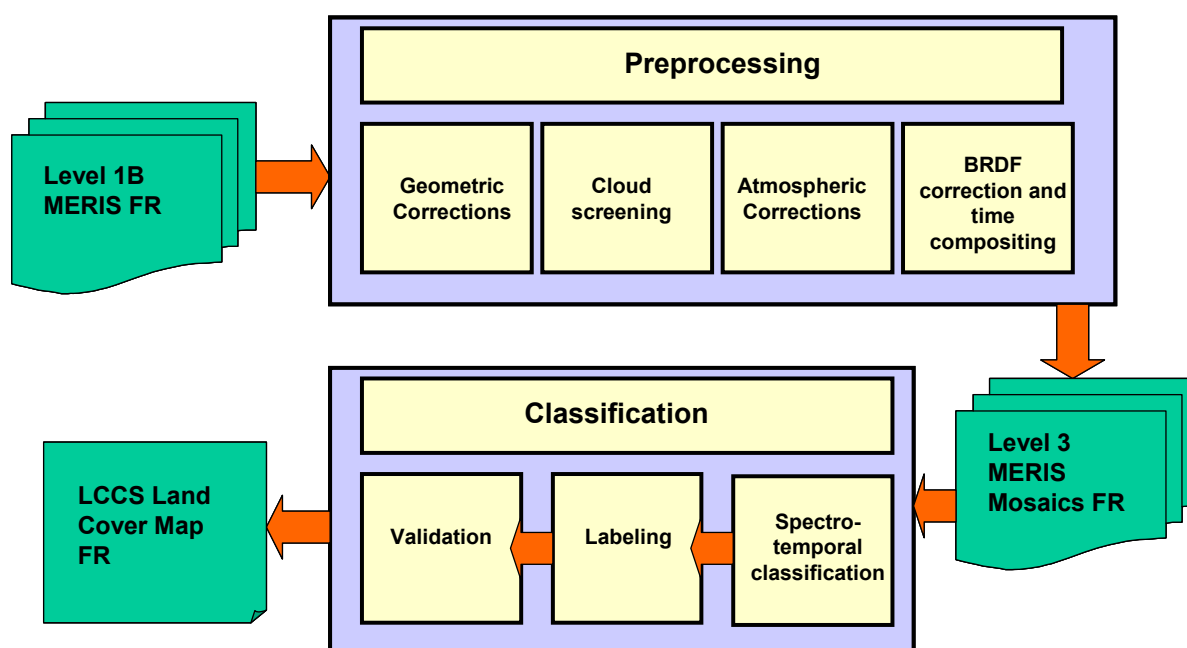 Preprocessing
Level 1B
MERIS FR
Geometric
Corrections
Cloud
screening
Atmospheric
Corrections
BRDF
correction and
time
compositing
Level 3
MERIS
Mosaics FR
Classification
Spectro-
temporal
classification
Labeling
Validation
LCCS Land
Cover Map
FR